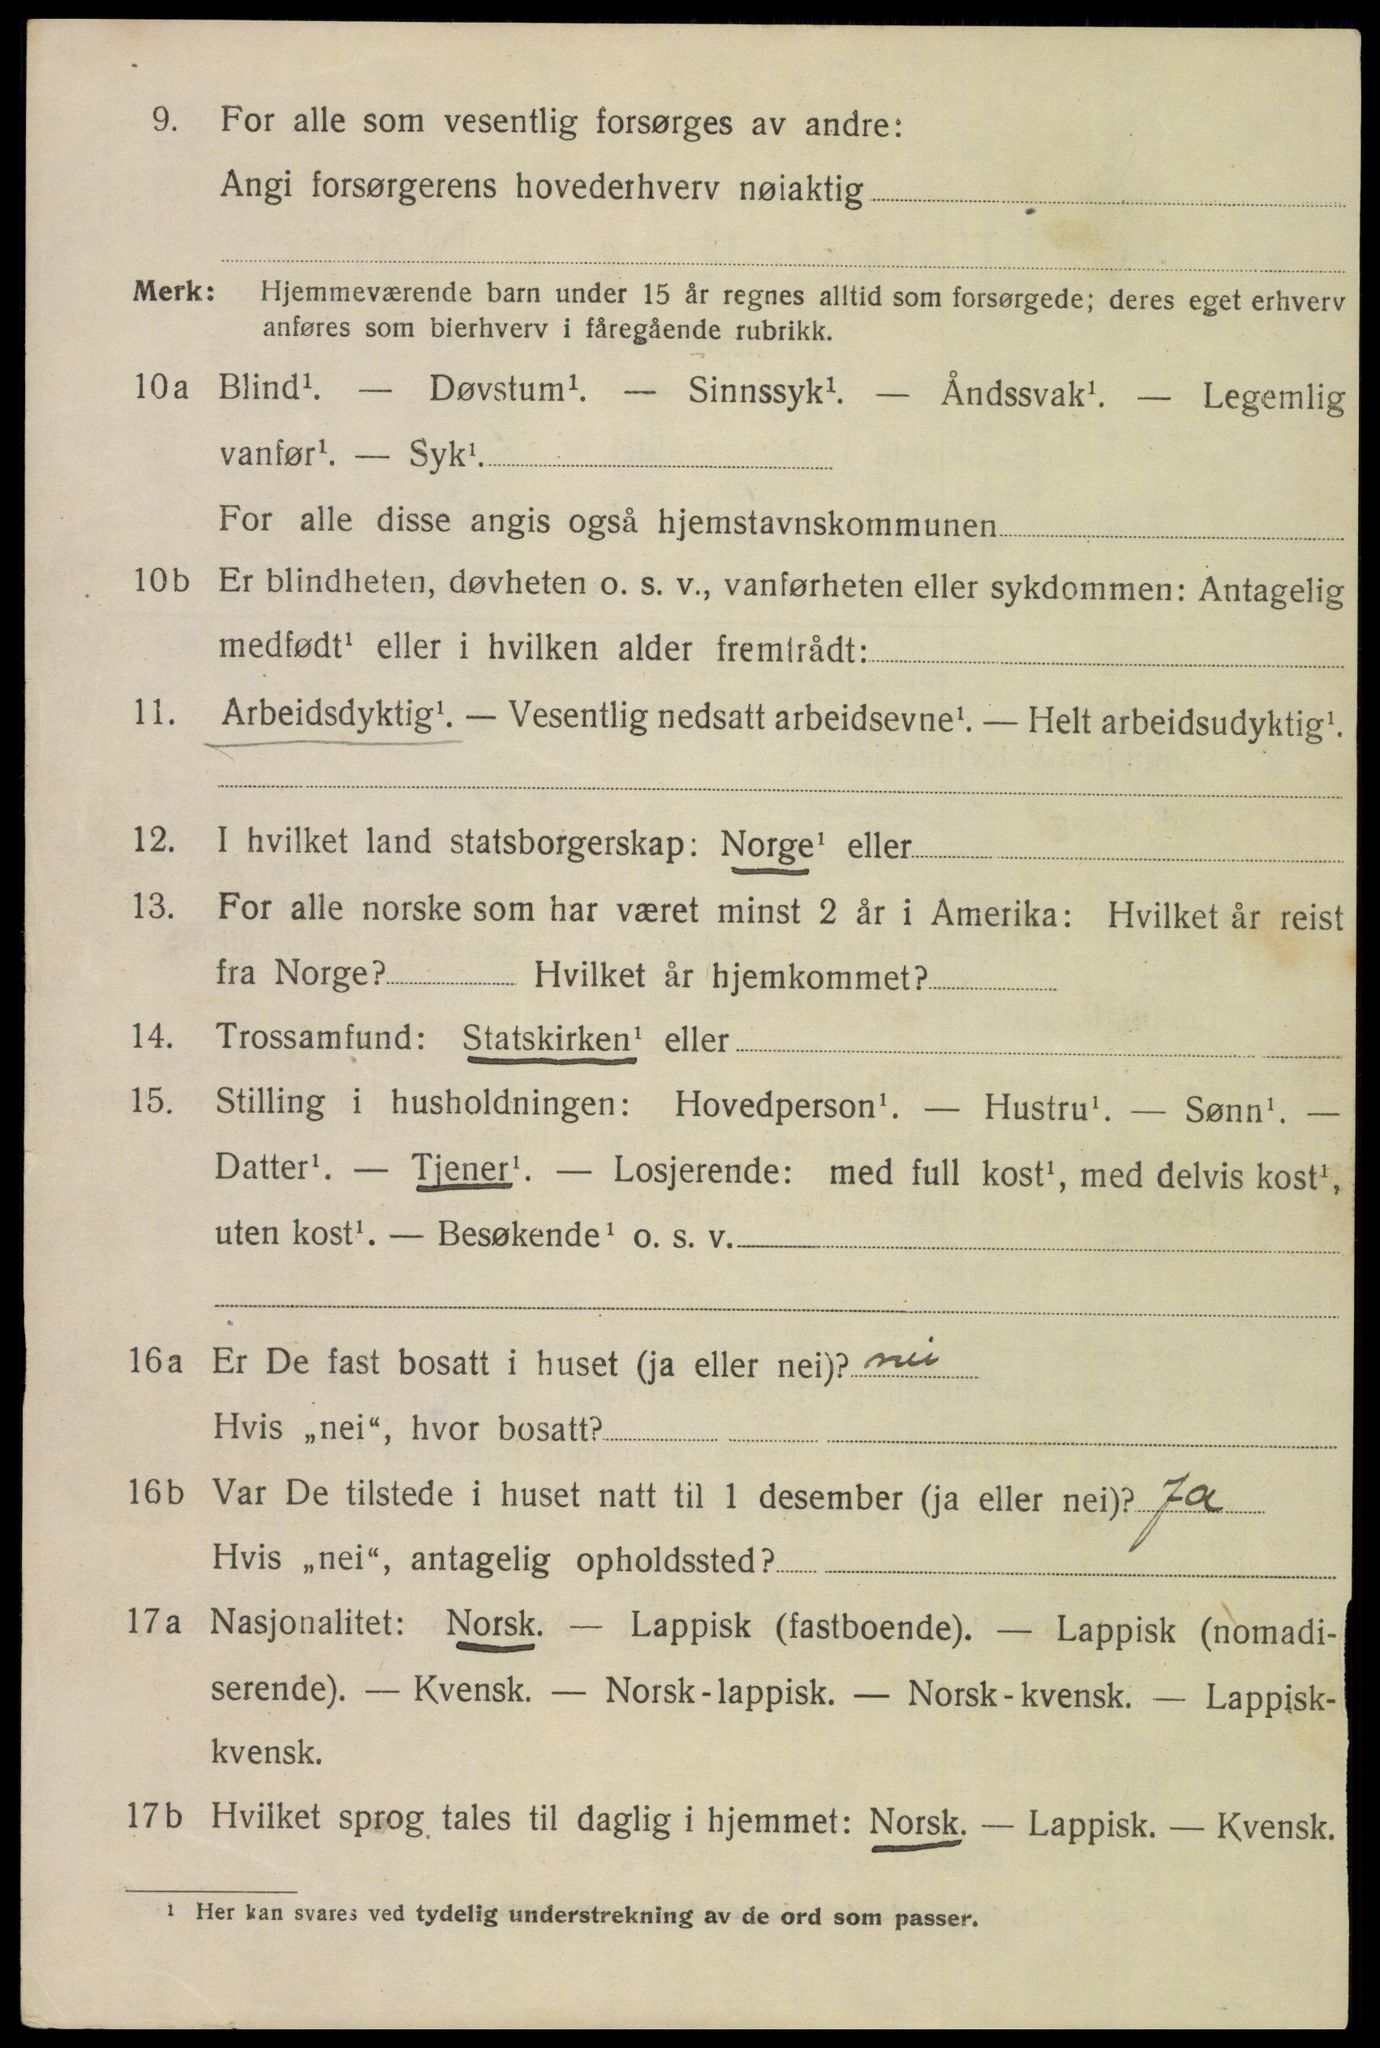 9. For alle som vesentlig forsørges av andre:
Angi forsørgerens hovederhverv nøiaktig
Merk: Hjemmeværende barn under 15 år regnes alltid som forsørgede; deres eget erhverv
anføres som bierhverv i fåregående rubrikk.
10a Blind¹. — Døvstum¹. — Sinnssyk¹. — Åndssvak¹. — Legemlig
vanfør¹. — Syk¹.
For alle disse angis også hjemstavnskommunen
10b Er blindheten, døvheten o. s. v., vanførheten eller sykdommen: Antagelig
medfødt¹ eller i hvilken alder fremtrådt:
11. Arbeidsdyktig¹. — Vesentlig nedsatt arbeidsevne¹. — Helt arbeidsudyktig¹.
12. I hvilket land statsborgerskap: Norge¹ eller
13. For alle norske som har været minst 2 år i Amerika: Hvilket år reist
fra Norge? Hvilket år hjemkommet?
14. Trossamfund: Statskirken¹ eller
15. Stilling i husholdningen: Hovedperson¹. — Hustru¹. — Sønn¹. —
Datter¹. — Tjener¹. — Losjerende: med full kost¹, med delvis kost¹,
uten kost¹. — Besøkende¹ o. s. v.
16a Er De fast bosatt i huset (ja eller nei)? nei
Hvis „nei“, hvor bosatt?
16b Var De tilstede i huset natt til 1 desember (ja eller nei)? Ja
Hvis „nei“, antagelig opholdssted?
17a Nasjonalitet: Norsk. — Lappisk (fastboende). — Lappisk (nomadi-
serende). — Kvensk. — Norsk-lappisk. — Norsk-kvensk. — Lappisk-
kvensk.
17b Hvilket sprog tales til daglig i hjemmet: Norsk. — Lappisk. — Kvensk.
¹ Her kan svares ved tydelig understrekning av de ord som passer.